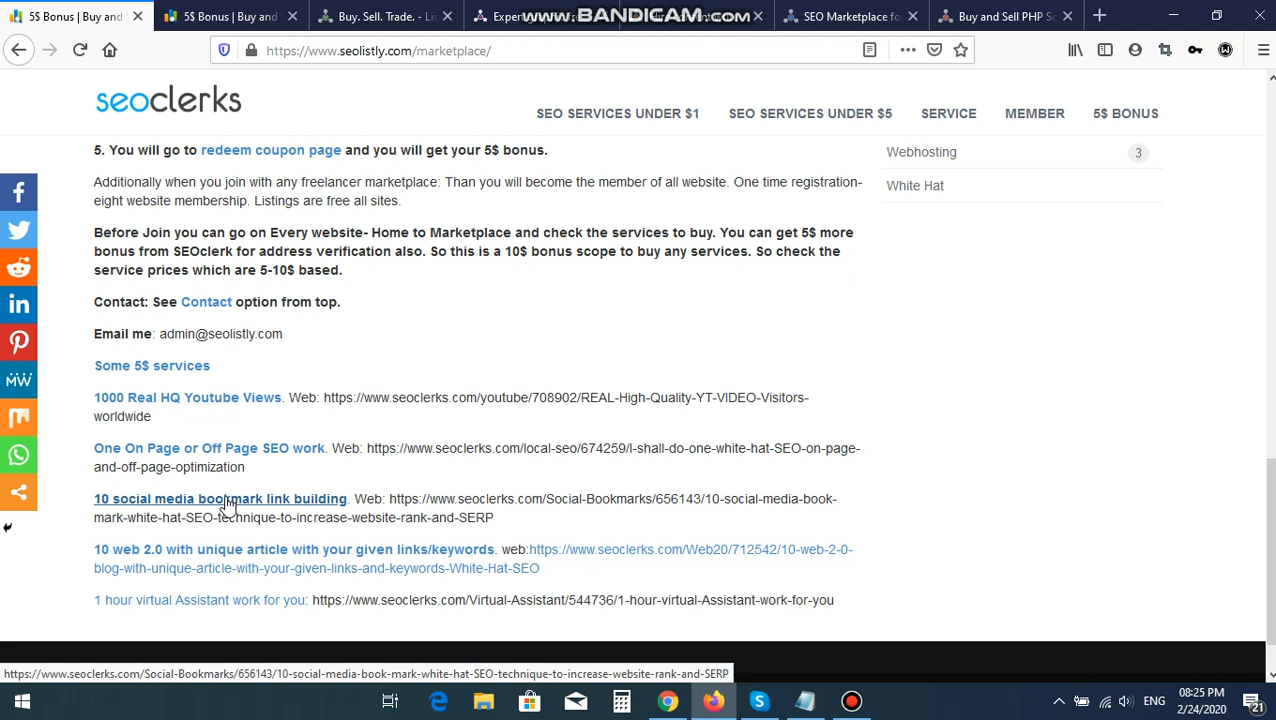 5$ Bonus | Buy and
5$ Bonus | Buy and
Buy. Sell. Trade. - Li
Exper
www.BANDICAM.com
SEO Marketplace fo
Buy and Sell PHP Sc
https://www.seolistly.com/marketplace/
seoclerks
SEO SERVICES UNDER $1
SEO SERVICES UNDER $5
SERVICE
MEMBER
5$ BONUS
5. You will go to redeem coupon page and you will get your 5$ bonus.
Webhosting
3
Additionally when you join with any freelancer marketplace: Than you will become the member of all website. One time registration-
eight website membership. Listings are free all sites.
White Hat
Before Join you can go on Every website- Home to Marketplace and check the services to buy. You can get 5$ more
bonus from SEOclerk for address verification also. So this is a 10$ bonus scope to buy any services. So check the
service prices which are 5-10$ based.
Contact: See Contact option from top.
Email me: admin@seolistly.com
Some 5$ services
1000 Real HQ Youtube Views. Web: https://www.seoclerks.com/youtube/708902/REAL-High-Quality-YT-VIDEO-Visitors-
worldwide
One On Page or Off Page SEO work. Web: https://www.seoclerks.com/local-seo/674259/I-shall-do-one-white-hat-SEO-on-page-
and-off-page-optimization
10 social media bookmark link building. Web: https://www.seoclerks.com/Social-Bookmarks/656143/10-social-media-book-
mark-white-hat-SEO-technique-to-increase-website-rank-and-SERP
10 web 2.0 with unique article with your given links/keywords. web:https://www.seoclerks.com/Web20/712542/10-web-2-0-
blog-with-unique-article-with-your-given-links-and-keywords-White-Hat-SEO
1 hour virtual Assistant work for you: https://www.seoclerks.com/Virtual-Assistant/544736/1-hour-virtual-Assistant-work-for-you
https://www.seoclerks.com/Social-Bookmarks/656143/10-social-media-book-mark-white-hat-SEO-technique-to-increase-website-rank-and-SERP
ENG
08:25 PM
2/24/2020
21